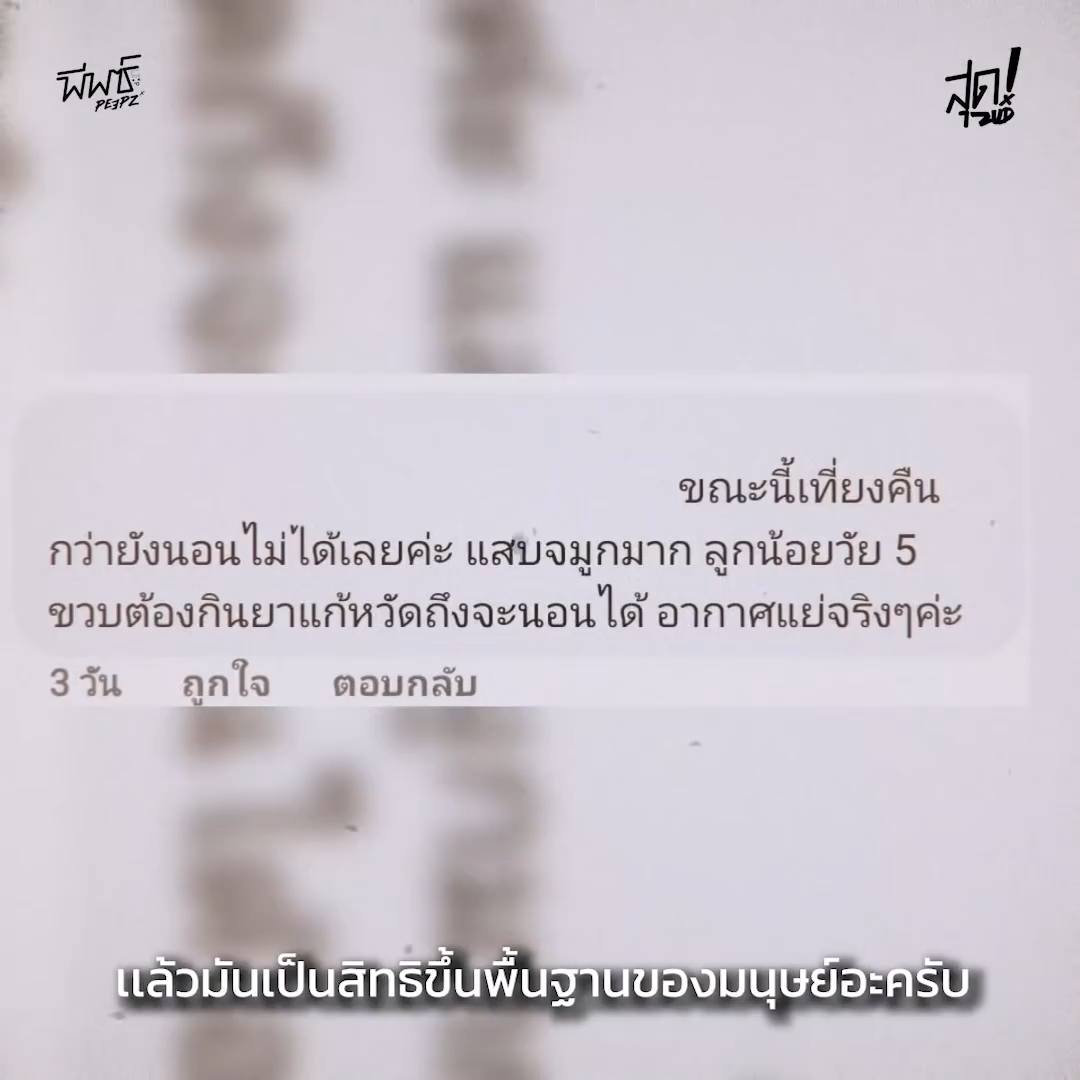 พีพซ์
PEEPZ
สุด!
ขณะนี้เที่ยงคืน
กว่ายังนอนไม่ได้เลยค่ะ แสบจมูกมาก ลูกน้อยวัย 5
ขวบต้องกินยาแก้หวัดถึงจะนอนได้ อากาศแย่จริงๆค่ะ
3 วัน ถูกใจ ตอบกลับ
แล้วมันเป็นสิทธิขึ้นพื้นฐานของมนุษย์อะครับ